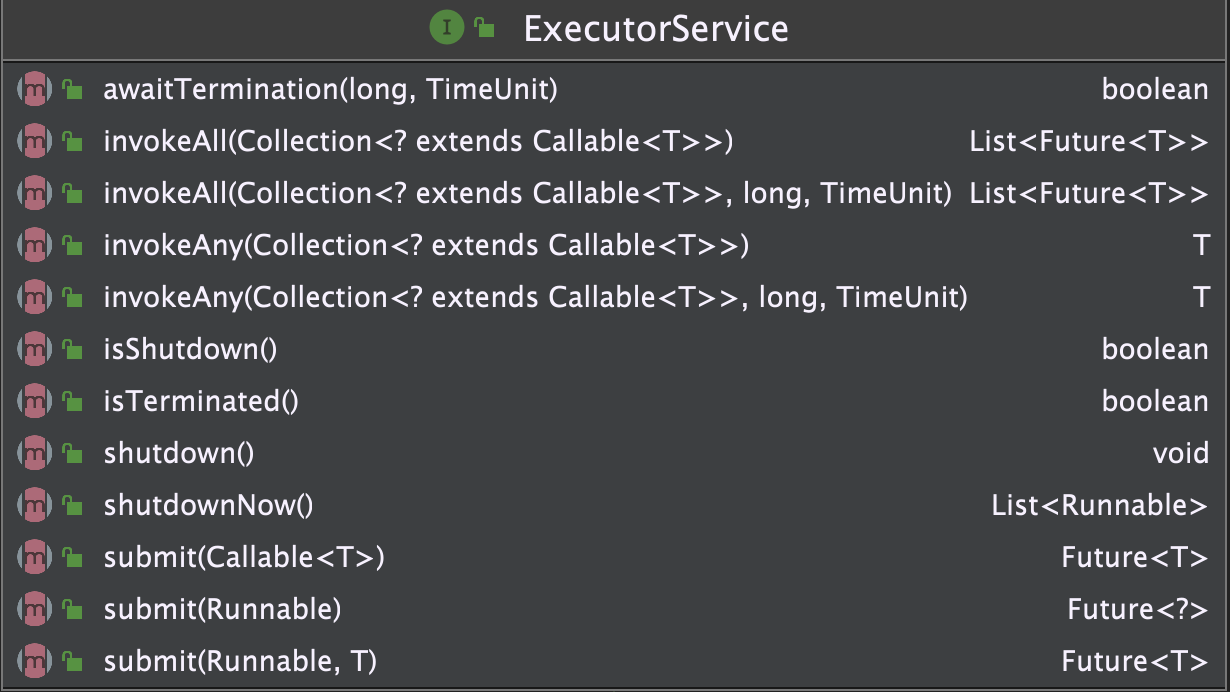 I ExecutorService
m awaitTermination(long, TimeUnit) boolean
m invokeAll(Collection<? extends Callable<T>>) List<Future<T>>
m invokeAll(Collection<? extends Callable<T>>, long, TimeUnit) List<Future<T>>
m invokeAny(Collection<? extends Callable<T>>) T
m invokeAny(Collection<? extends Callable<T>>, long, TimeUnit) T
m isShutdown() boolean
m isTerminated() boolean
m shutdown() void
m shutdownNow() List<Runnable>
m submit(Callable<T>) Future<T>
m submit(Runnable) Future<?>
m submit(Runnable, T) Future<T>